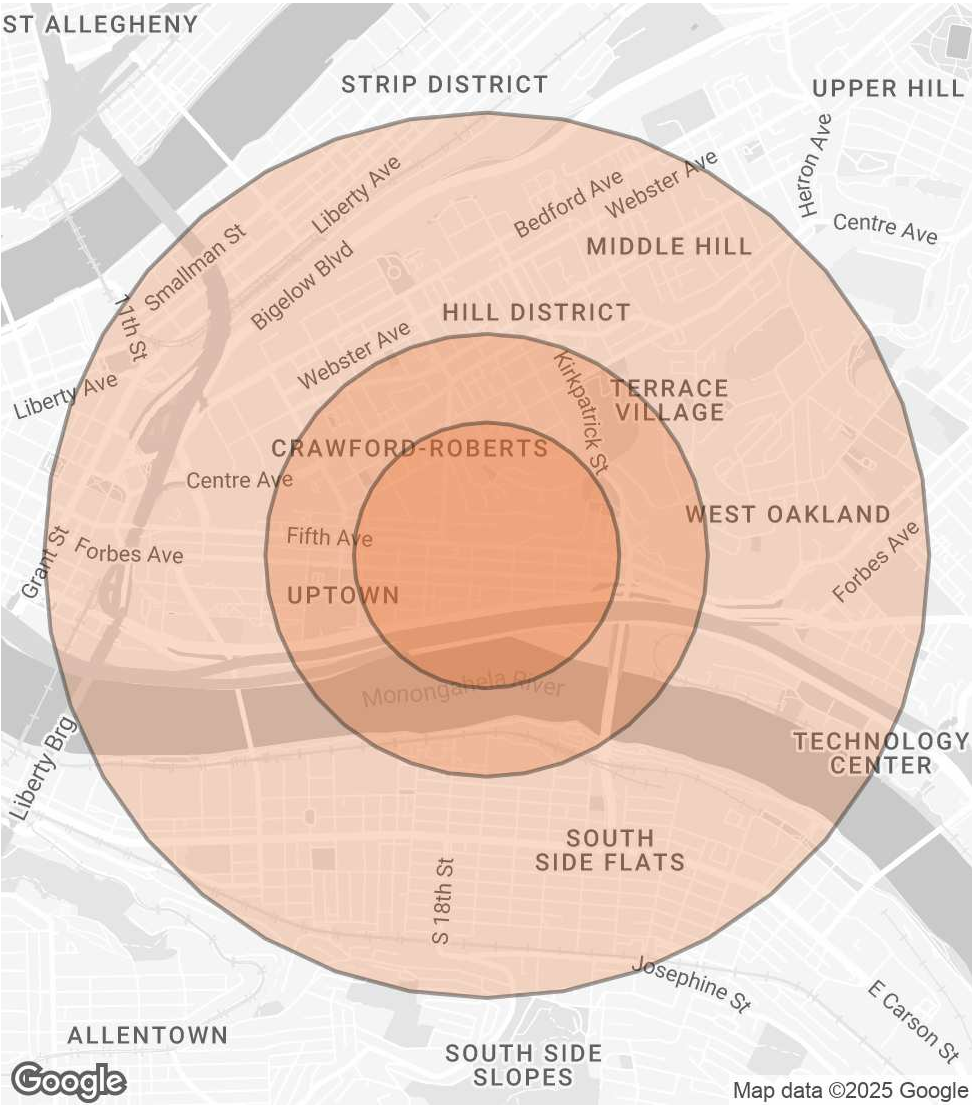 ST ALLEGHENY
STRIP DISTRICT
UPPER HILL
Herron Ave
Liberty Ave
Bedford Ave
Webster Ave
Centre Ave
Smallman St
Bigelow Blvd
MIDDLE HILL
11th St
HILL DISTRICT
Webster Ave
Kirkpatrick St
Liberty Ave
TERRACE
VILLAGE
CRAWFORD-ROBERTS
Centre Ave
WEST OAKLAND
Grant St
Forbes Ave
Fifth Ave
Forbes Ave
UPTOWN
Monongahela River
Liberty Brg
TECHNOLOGY
CENTER
SOUTH
SIDE FLATS
S 18th St
Josephine St
E Carson St
ALLENTOWN
SOUTH SIDE
SLOPES
Google
Map data ©2025 Google